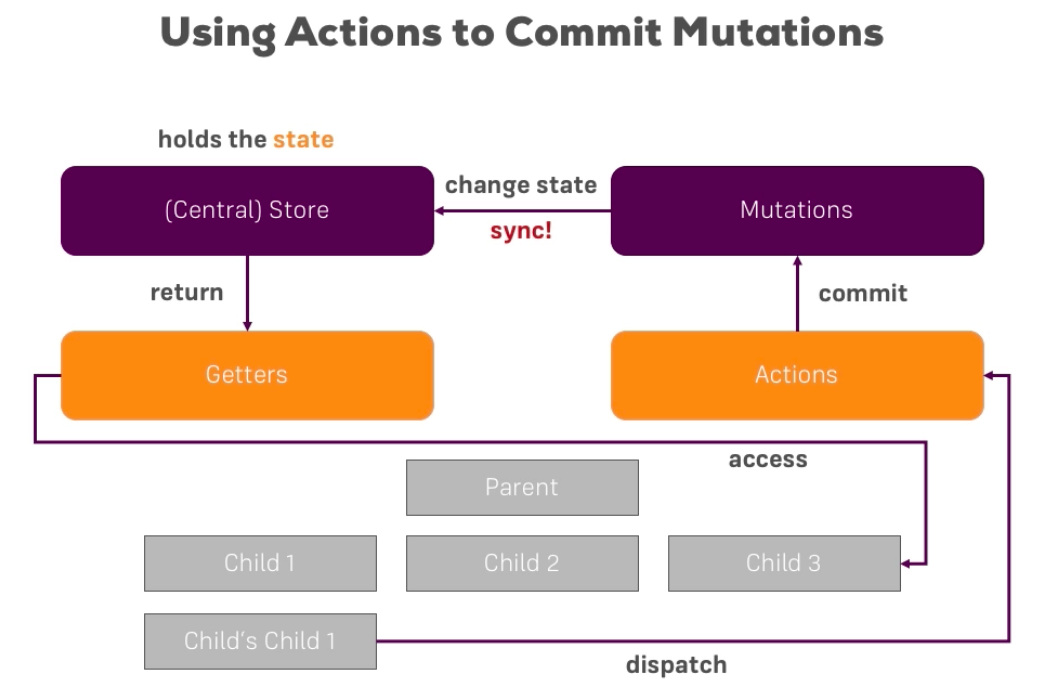 Using Actions to Commit Mutations
holds the state
(Central) Store
change state
sync!
Mutations
return
commit
Getters
Actions
access
Parent
Child 1
Child 2
Child 3
Child's Child 1
dispatch